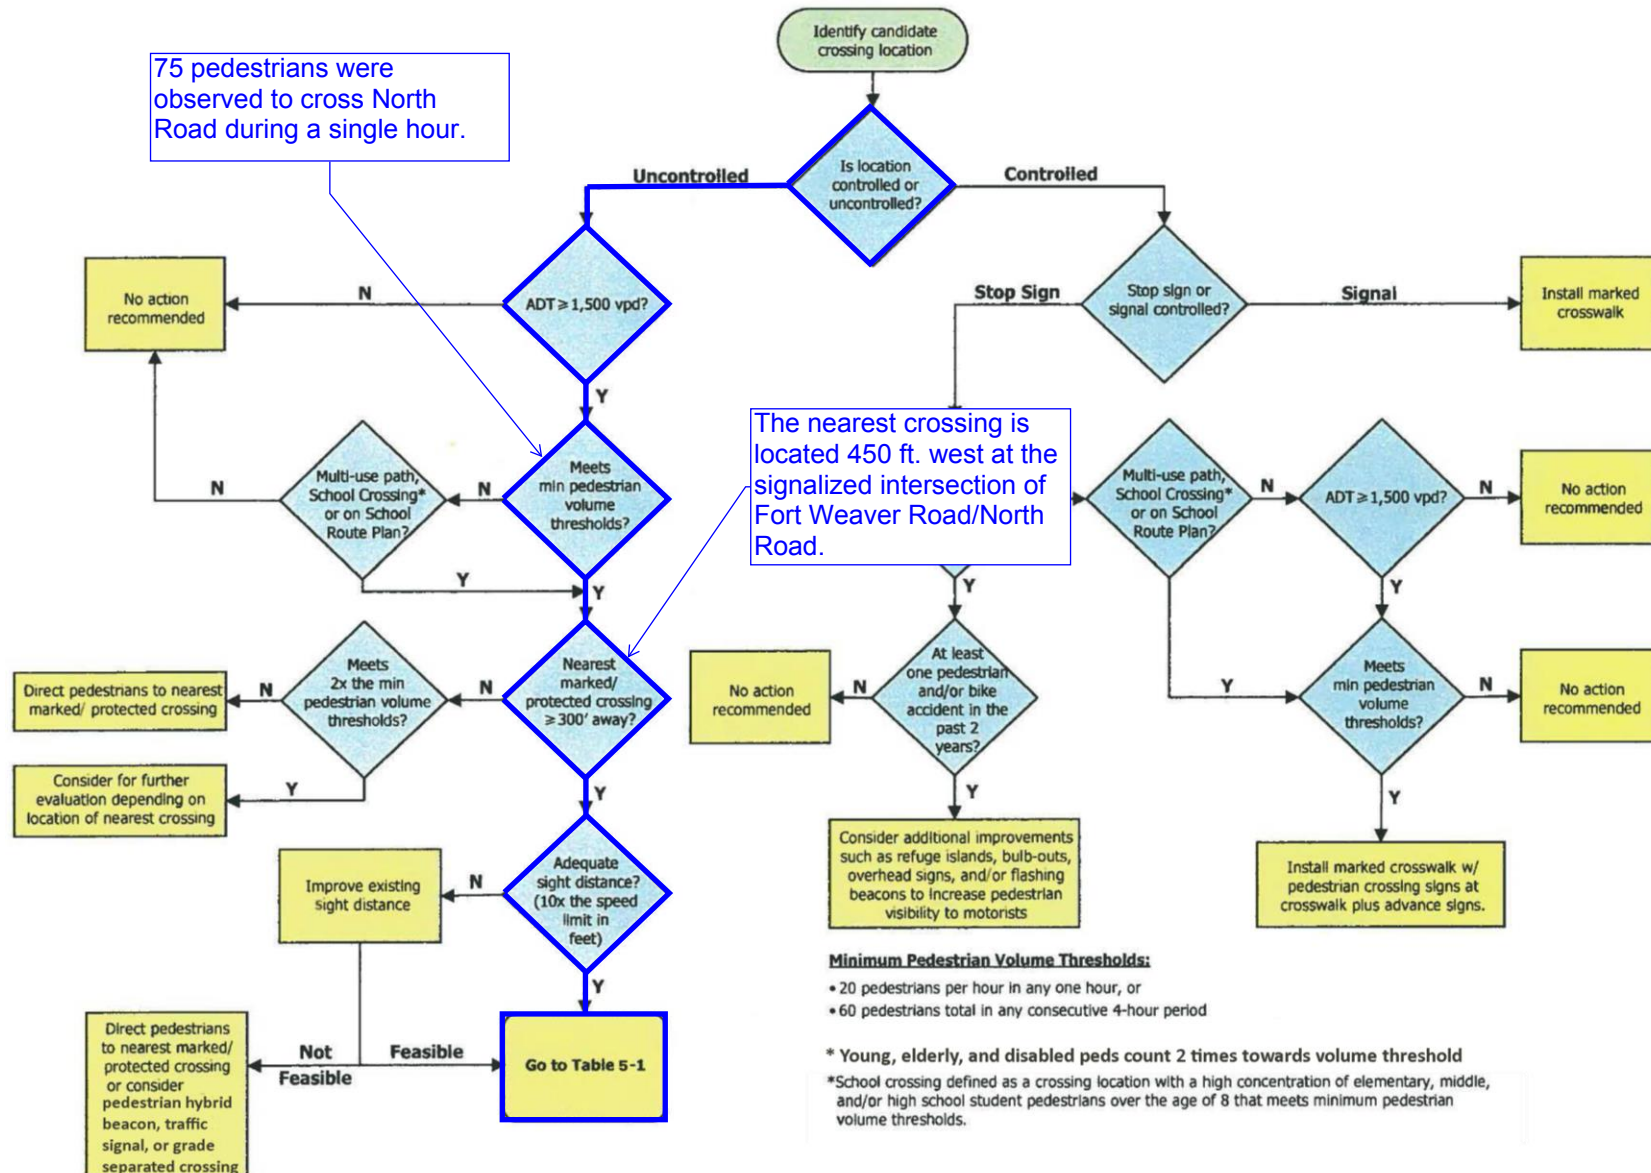 Identify candidate
crossing location
75 pedestrians were
observed to cross North
Road during a single hour.
Is location
controlled or
uncontrolled?
Uncontrolled
Controlled
ADT ≥ 1,500 vpd?
N
No action
recommended
Y
Stop sign or
signal controlled?
Stop Sign
Signal
Install marked
crosswalk
Meets
min pedestrian
volume
thresholds?
N
Multi-use path,
School Crossing*
or on School
Route Plan?
N
Y
Y
The nearest crossing is
located 450 ft. west at the
signalized intersection of
Fort Weaver Road/North
Road.
Multi-use path,
School Crossing*
or on School
Route Plan?
N
ADT ≥ 1,500 vpd?
N
No action
recommended
Y
Y
Y
Nearest
marked/
protected crossing
≥ 300' away?
N
Meets
2x the min
pedestrian volume
thresholds?
N
Direct pedestrians to nearest
marked/ protected crossing
Y
Consider for further
evaluation depending on
location of nearest crossing
Y
At least
one pedestrian
and/or bike
accident in the
past 2
years?
N
No action
recommended
Y
Consider additional improvements
such as refuge islands, bulb-outs,
overhead signs, and/or flashing
beacons to increase pedestrian
visibility to motorists
Meets
min pedestrian
volume
thresholds?
N
No action
recommended
Y
Install marked crosswalk w/
pedestrian crossing signs at
crosswalk plus advance signs.
Adequate
sight distance?
(10x the speed
limit in
feet)
N
Improve existing
sight distance
Y
Not
Feasible
Feasible
Direct pedestrians
to nearest marked/
protected crossing
or consider
pedestrian hybrid
beacon, traffic
signal, or grade
separated crossing
Go to Table 5-1
Minimum Pedestrian Volume Thresholds:
• 20 pedestrians per hour in any one hour, or
• 60 pedestrians total in any consecutive 4-hour period
* Young, elderly, and disabled peds count 2 times towards volume threshold
*School crossing defined as a crossing location with a high concentration of elementary, middle,
and/or high school student pedestrians over the age of 8 that meets minimum pedestrian
volume thresholds.